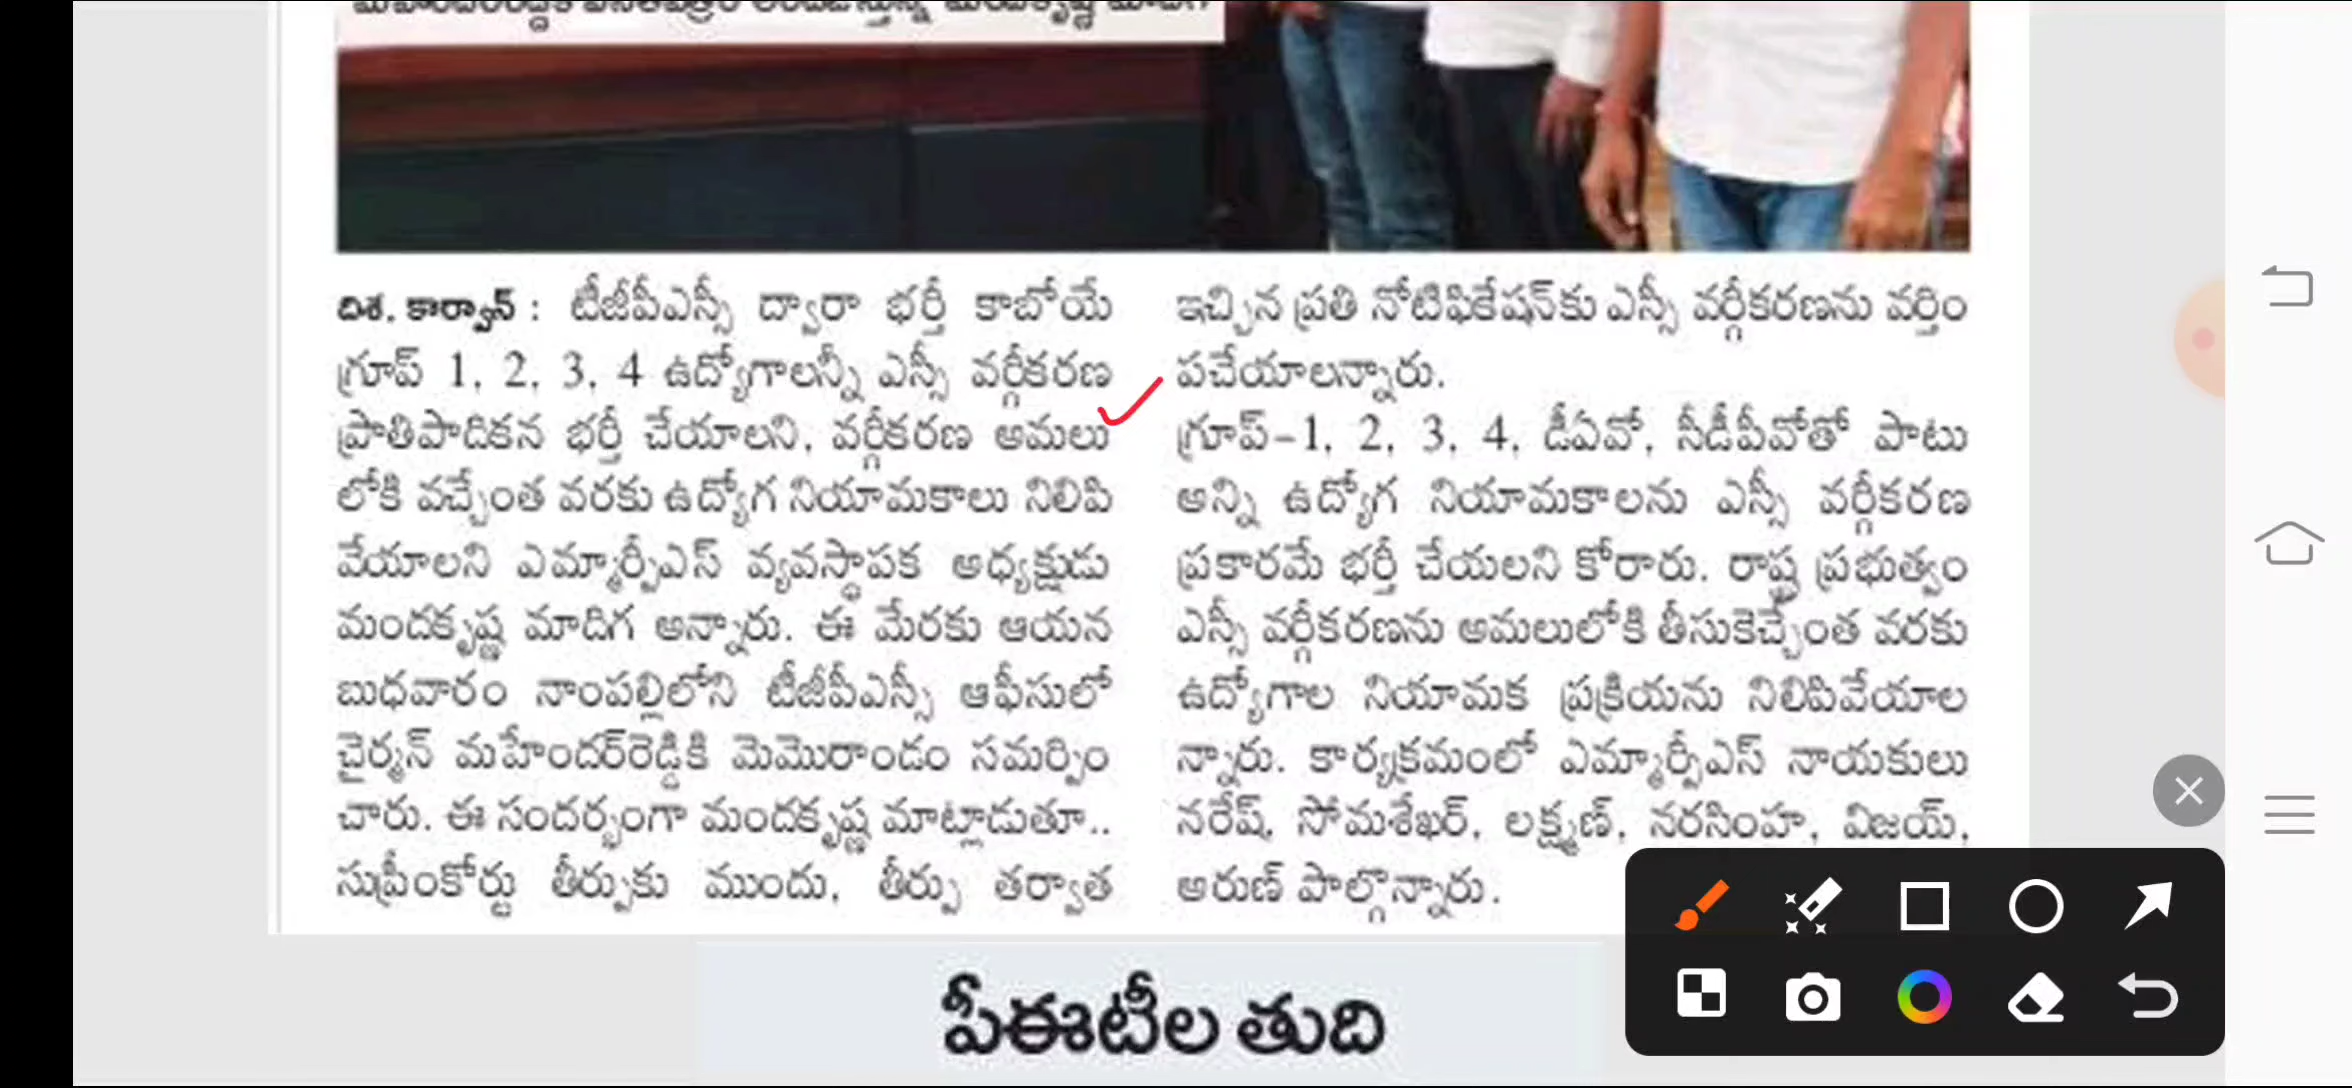 దిశ, కార్వాన్ : టీజీపీఎస్సీ ద్వారా భర్తీ కాబోయే
గ్రూప్ 1, 2, 3, 4 ఉద్యోగాలన్నీ ఎస్సీ వర్గీకరణ
ప్రాతిపాదికన భర్తీ చేయాలని, వర్గీకరణ అమలు
లోకి వచ్చేంత వరకు ఉద్యోగ నియామకాలు నిలిపి
వేయాలని ఎమ్మార్పీఎస్ వ్యవస్థాపక అధ్యక్షుడు
మందకృష్ణ మాదిగ అన్నారు. ఈ మేరకు ఆయన
బుధవారం నాంపల్లిలోని టీజీపీఎస్సీ ఆఫీసులో
చైర్మన్ మహేందర్‌రెడ్డికి మెమొరాండం సమర్పిం
చారు. ఈ సందర్భంగా మందకృష్ణ మాట్లాడుతూ..
సుప్రీంకోర్టు తీర్పుకు ముందు, తీర్పు తర్వాత
ఇచ్చిన ప్రతి నోటిఫికేషన్‌కు ఎస్సీ వర్గీకరణను వర్తిం
పచేయాలన్నారు.
గ్రూప్-1, 2, 3, 4, డీఏవో, సీడీపీవోతో పాటు
అన్ని ఉద్యోగ నియామకాలను ఎస్సీ వర్గీకరణ
ప్రకారమే భర్తీ చేయలని కోరారు. రాష్ట్ర ప్రభుత్వం
ఎస్సీ వర్గీకరణను అమలులోకి తీసుకెచ్చేంత వరకు
ఉద్యోగాల నియామక ప్రక్రియను నిలిపివేయాల
న్నారు. కార్యక్రమంలో ఎమ్మార్పీఎస్ నాయకులు
నరేష్, సోమశేఖర్, లక్ష్మణ్, నరసింహ, విజయ్,
అరుణ్ పాల్గొన్నారు.
పీఈటీల తుది